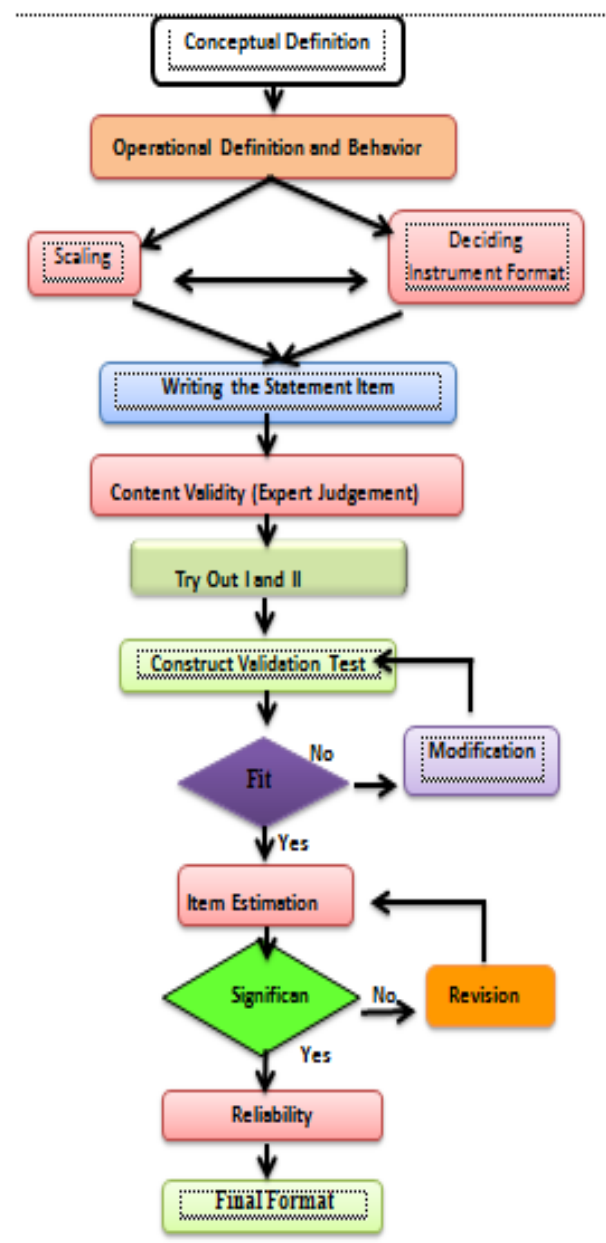 Conceptual Definition
Operational Definition and Behavior
Scaling
Deciding
Instrument Format
Writing the Statement Item
Content Validity (Expert Judgement)
Try Out I and II
Construct Validation Test
No
Modification
Fit
Yes
Item Estimation
Significan
No
Revision
Yes
Reliability
Final Format